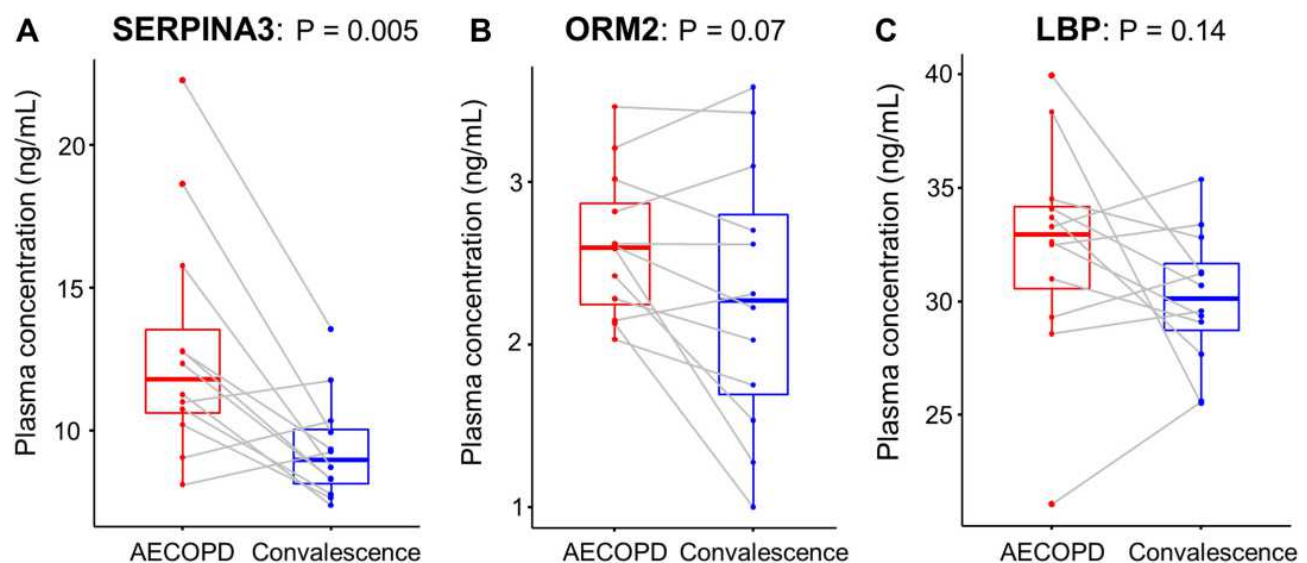 A SERPINA3: P = 0.005
Plasma concentration (ng/mL)
20
15
10
AECOPD Convalescence
B ORM2: P = 0.07
Plasma concentration (ng/mL)
3
2
1
AECOPD Convalescence
C LBP: P = 0.14
Plasma concentration (ng/mL)
40
35
30
25
AECOPD Convalescence